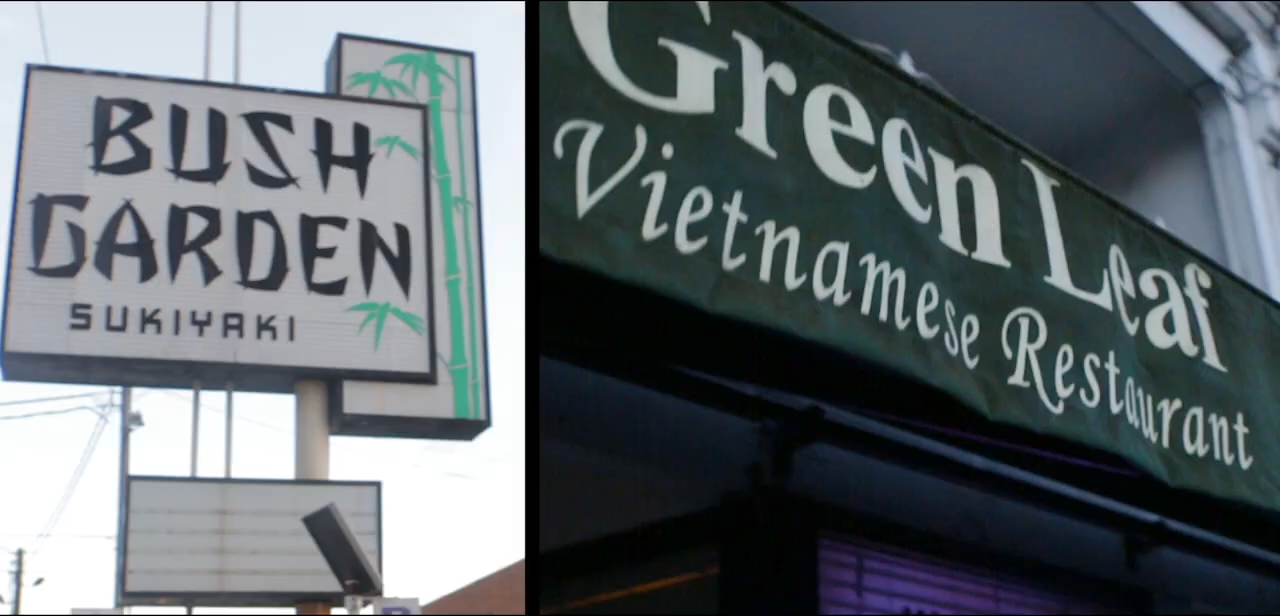 BUSH
GARDEN
SUKIYAKI
Green Leaf
Vietnamese Restaurant